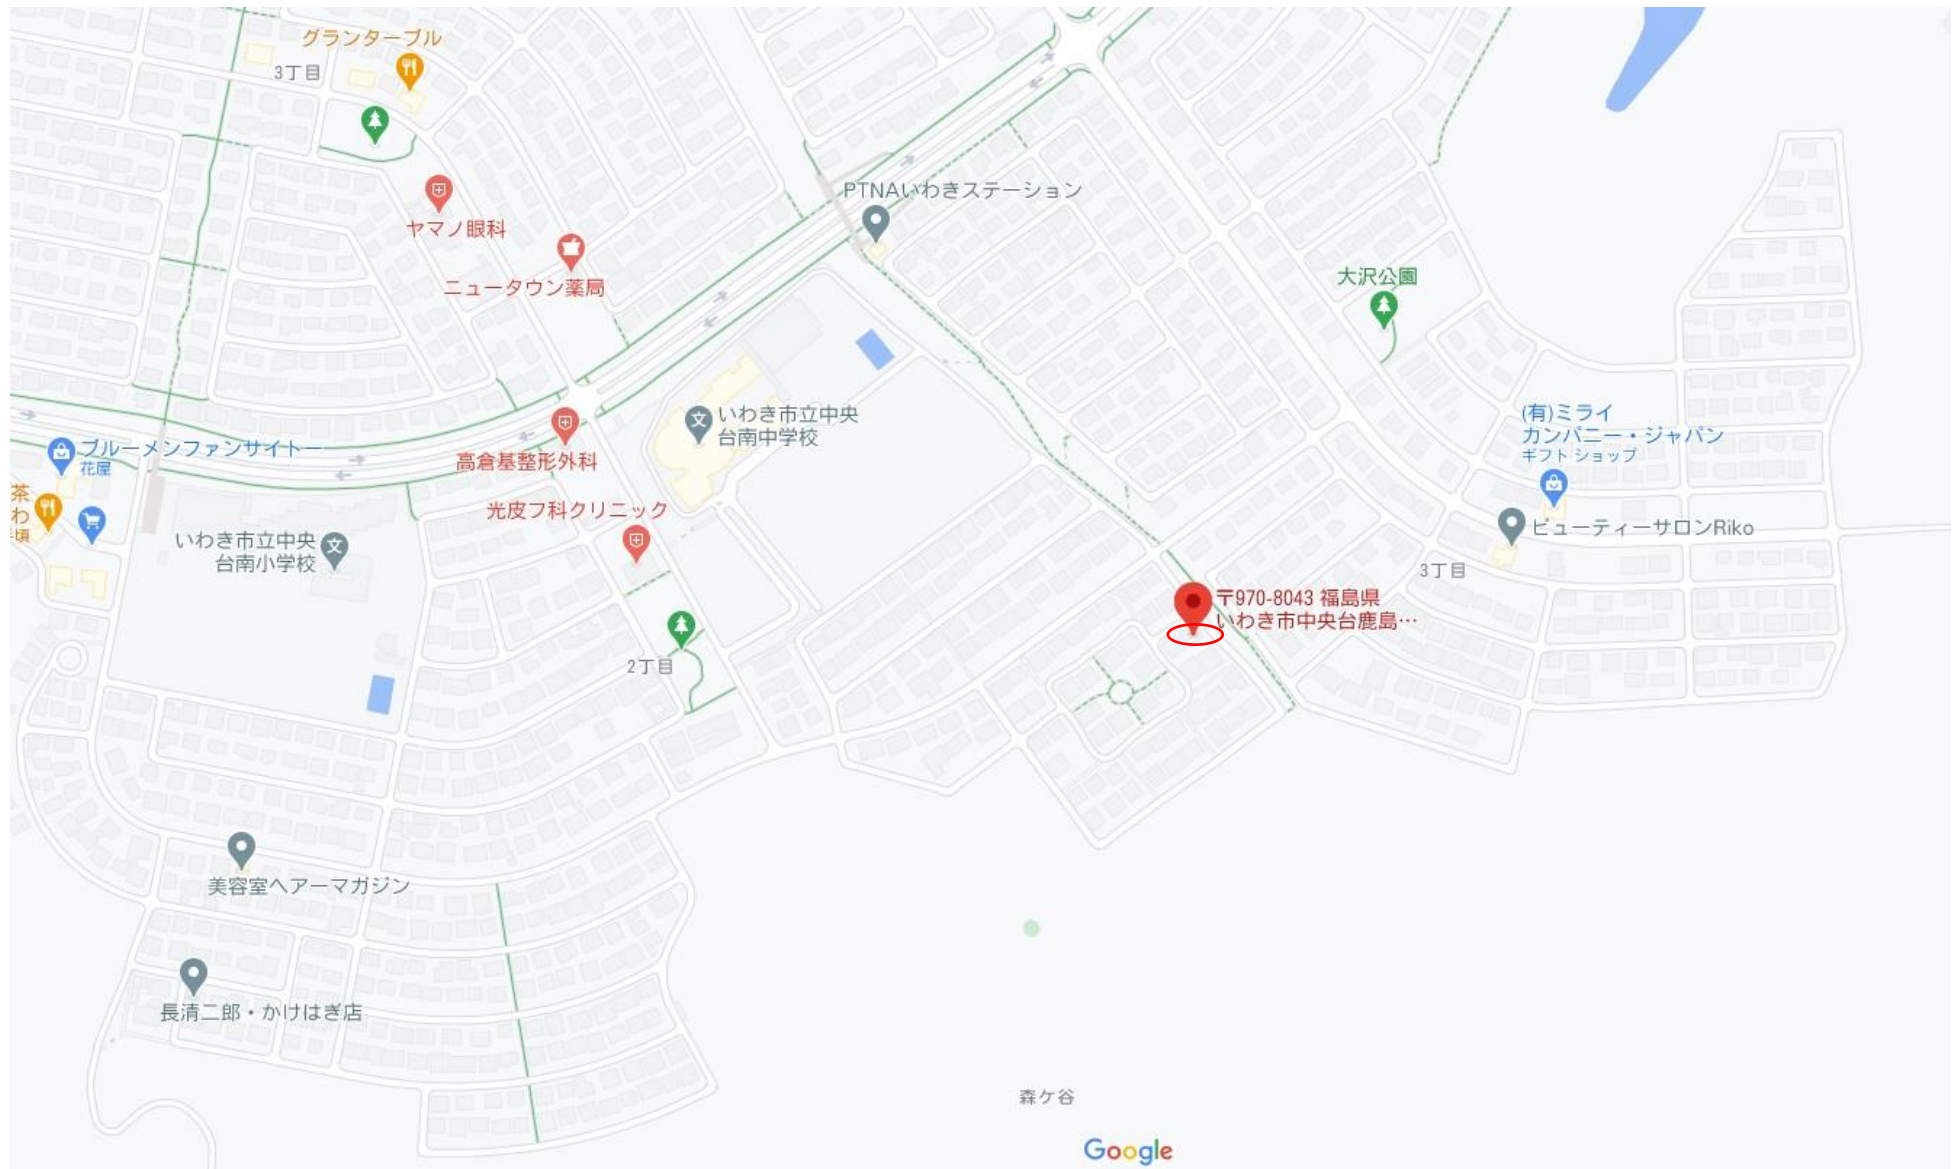 グランターブル
3丁目
ヤマノ眼科
PTNAいわきステーション
ニュータウン薬局
大沢公園
いわき市立中央
台南中学校
(有)ミライ
カンパニー・ジャパン
ギフト ショップ
ブルーメンファンサイトー
花屋
高倉基整形外科
茶
わ
頃
光皮フ科クリニック
いわき市立中央
台南小学校
ビューティーサロンRiko
3丁目
〒970-8043 福島県
いわき市中央台鹿島…
2丁目
美容室ヘアーマガジン
長清二郎・かけはぎ店
森ケ谷
Google